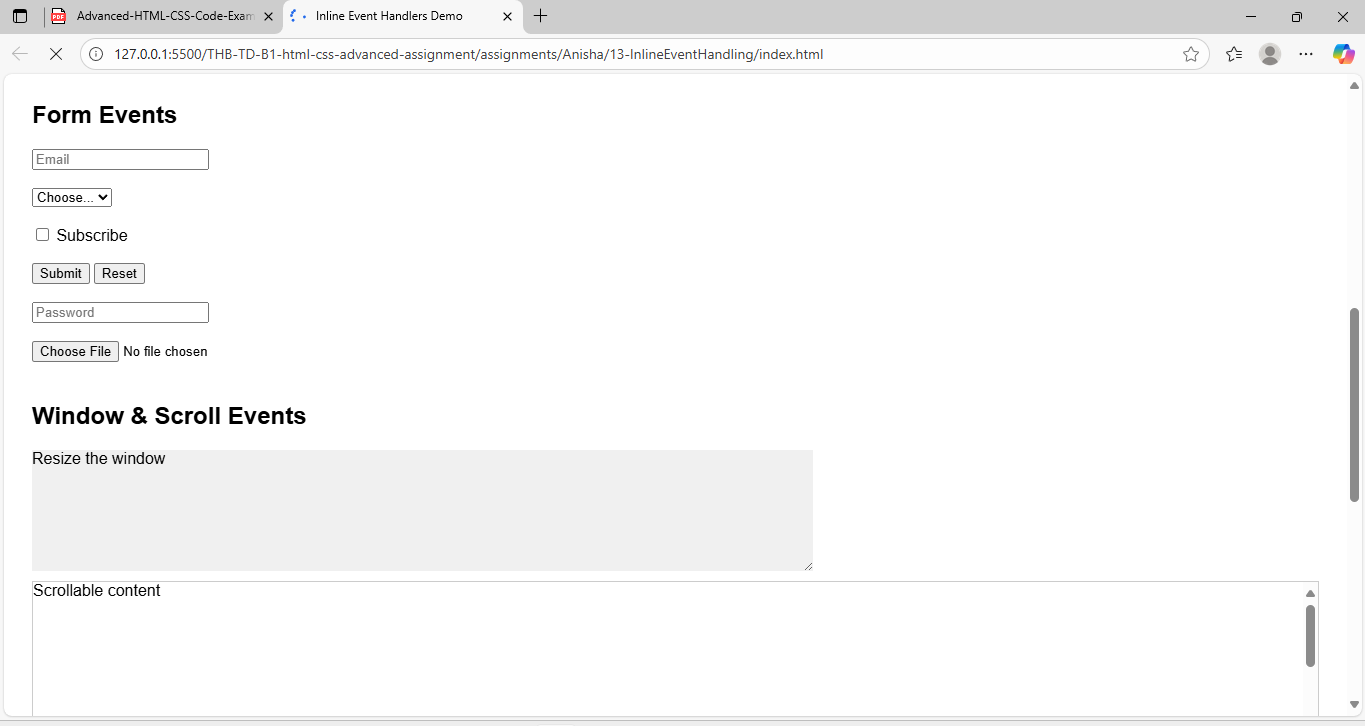 Advanced-HTML-CSS-Code-Exam
Inline Event Handlers Demo
127.0.0.1:5500/THB-TD-B1-html-css-advanced-assignment/assignments/Anisha/13-InlineEventHandling/index.html
Form Events
Email
Choose...
Subscribe
Submit Reset
Password
Choose File No file chosen
Window & Scroll Events
Resize the window
Scrollable content